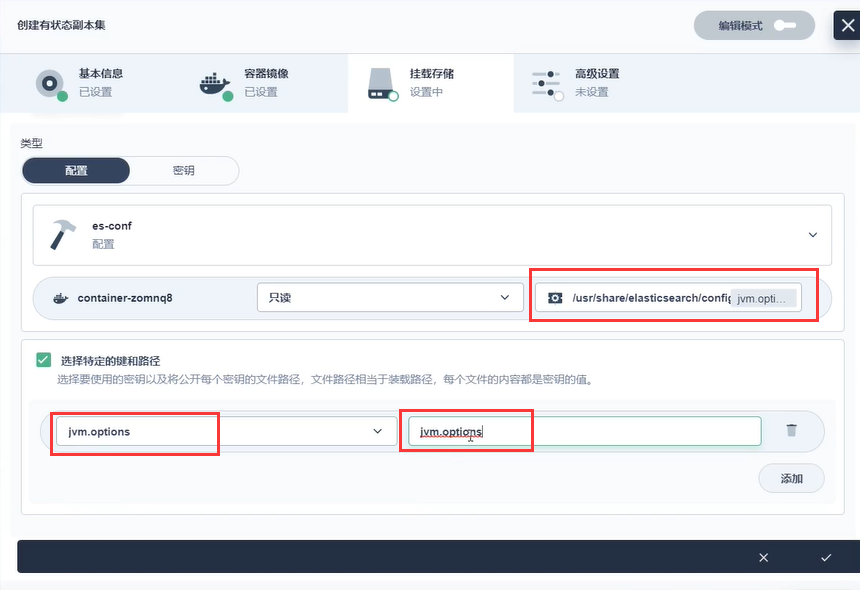 创建有状态副本集
编辑模式
基本信息
已设置
容器镜像
已设置
挂载存储
设置中
高级设置
未设置
类型
配置
密钥
es-conf
配置
container-zomnq8
只读
/usr/share/elasticsearch/config
jvm.opti...
选择特定的键和路径
选择要使用的密钥以及将公开每个密钥的文件路径，文件路径相当于装载路径，每个文件的内容都是密钥的值。
jvm.options
jvm.options
添加